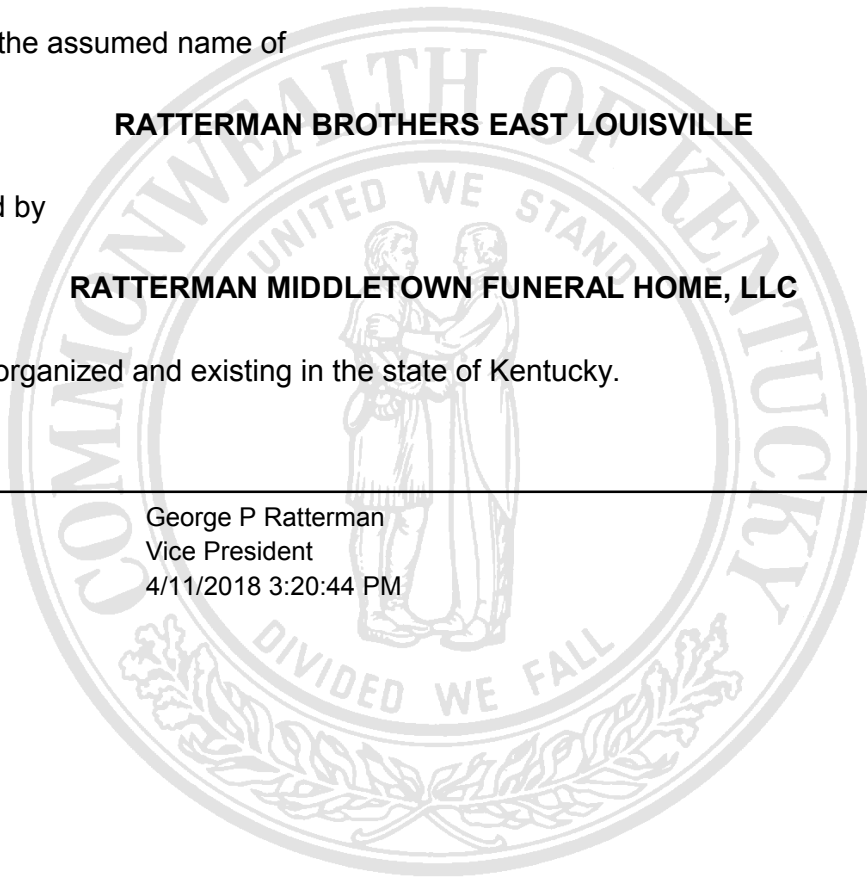 the assumed name of
RATTERMAN BROTHERS EAST LOUISVILLE
d by
RATTERMAN MIDDLETOWN FUNERAL HOME, LLC
organized and existing in the state of Kentucky.
George P Ratterman
Vice President
4/11/2018 3:20:44 PM
COMMONWEALTH OF KENTUCKY
UNITED WE STAND
DIVIDED WE FALL